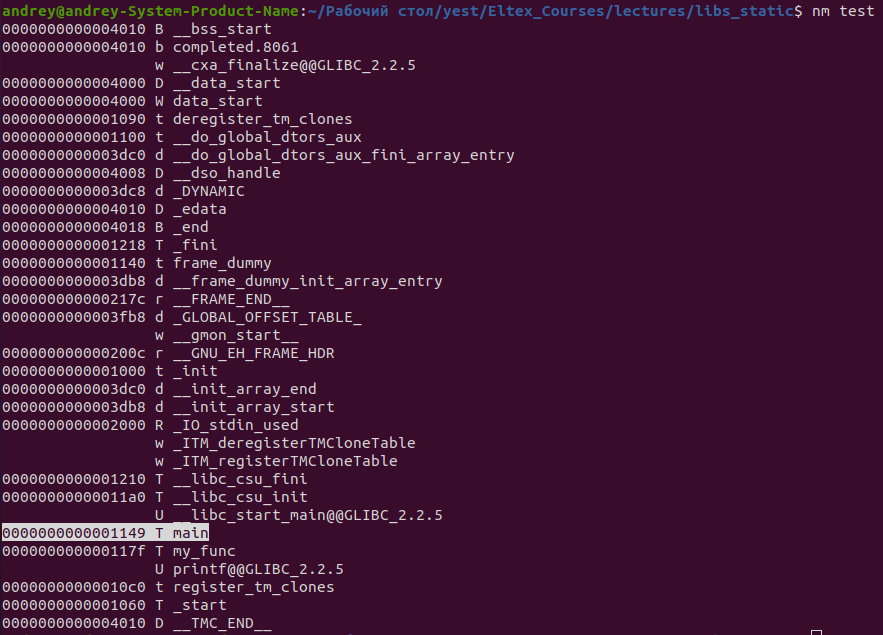 andrey@andrey-System-Product-Name:~/Рабочий стол/yest/Eltex_Courses/lectures/libs_static$ nm test
0000000000004010 B __bss_start
0000000000004010 b completed.8061
                 w __cxa_finalize@@GLIBC_2.2.5
0000000000004000 D __data_start
0000000000004000 W data_start
0000000000001090 t deregister_tm_clones
0000000000001100 t __do_global_dtors_aux
0000000000003dc0 d __do_global_dtors_aux_fini_array_entry
0000000000004008 D __dso_handle
0000000000003dc8 d _DYNAMIC
0000000000004010 D _edata
0000000000004018 B _end
0000000000001218 T _fini
0000000000001140 t frame_dummy
0000000000003db8 d __frame_dummy_init_array_entry
000000000000217c r __FRAME_END__
0000000000003fb8 d _GLOBAL_OFFSET_TABLE_
                 w __gmon_start__
000000000000200c r __GNU_EH_FRAME_HDR
0000000000001000 t _init
0000000000003dc0 d __init_array_end
0000000000003db8 d __init_array_start
0000000000002000 R _IO_stdin_used
                 w _ITM_deregisterTMCloneTable
                 w _ITM_registerTMCloneTable
0000000000001210 T __libc_csu_fini
00000000000011a0 T __libc_csu_init
                 U __libc_start_main@@GLIBC_2.2.5
0000000000001149 T main
000000000000117f T my_func
                 U printf@@GLIBC_2.2.5
00000000000010c0 t register_tm_clones
0000000000001060 T _start
0000000000004010 D __TMC_END__